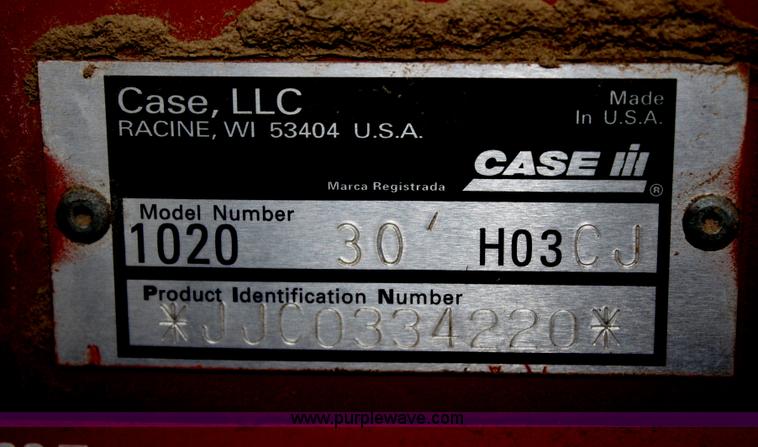 Case, LLC
RACINE, WI 53404 U.S.A.
Made
In U.S.A.
CASE IH
®
Marca Registrada
Model Number
1020 30' H03CJ
Product Identification Number
*JJC0334220*
www.purplewave.com